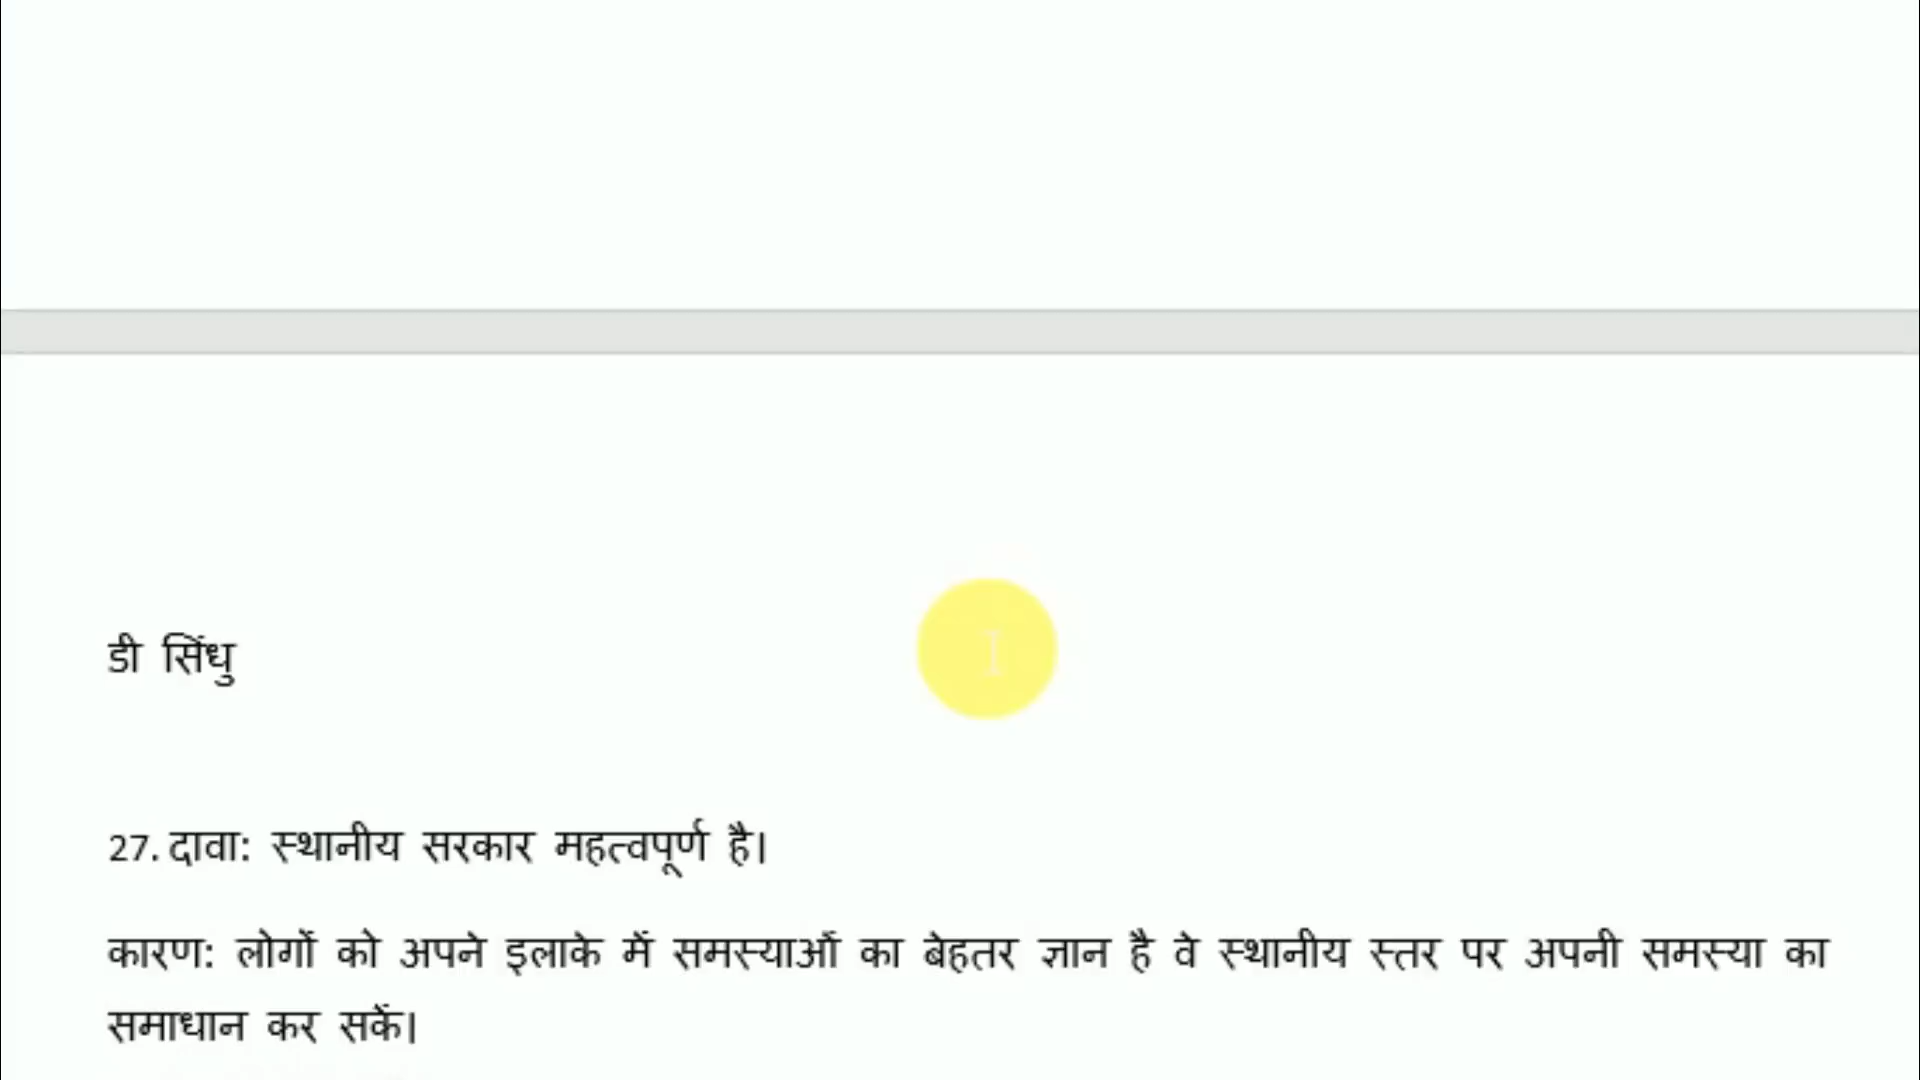 डी सिंधु
27. दावा: स्थानीय सरकार महत्वपूर्ण है।
कारण: लोगों को अपने इलाके में समस्याओं का बेहतर ज्ञान है वे स्थानीय स्तर पर अपनी समस्या का
समाधान कर सकें।